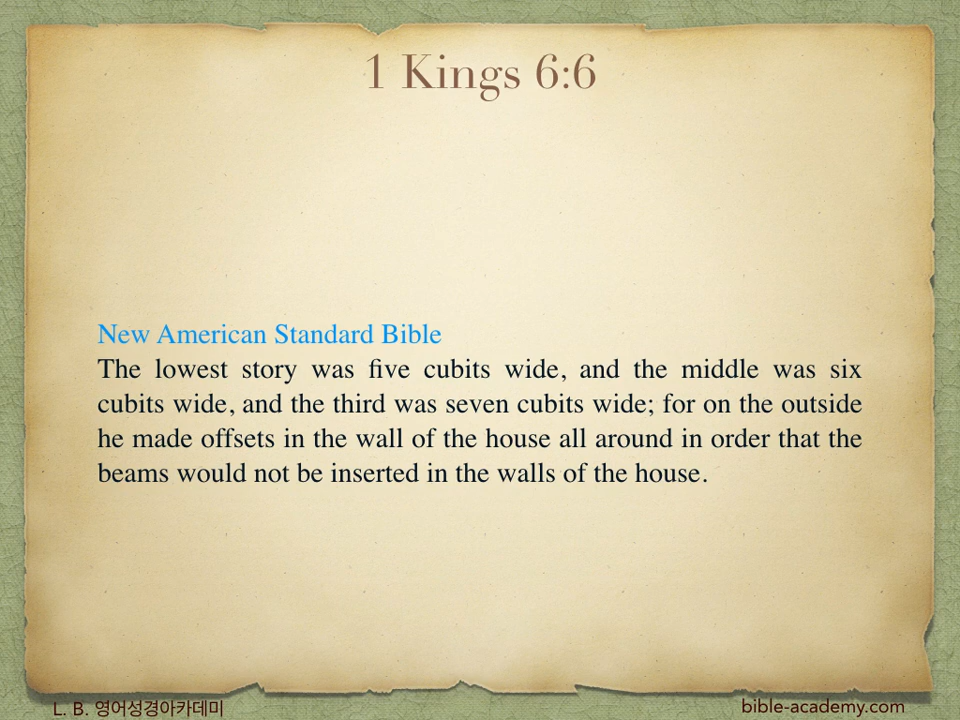 1 Kings 6:6
New American Standard Bible
The lowest story was five cubits wide, and the middle was six
cubits wide, and the third was seven cubits wide; for on the outside
he made offsets in the wall of the house all around in order that the
beams would not be inserted in the walls of the house.
L. B. 영어성경아카데미
bible-academy.com